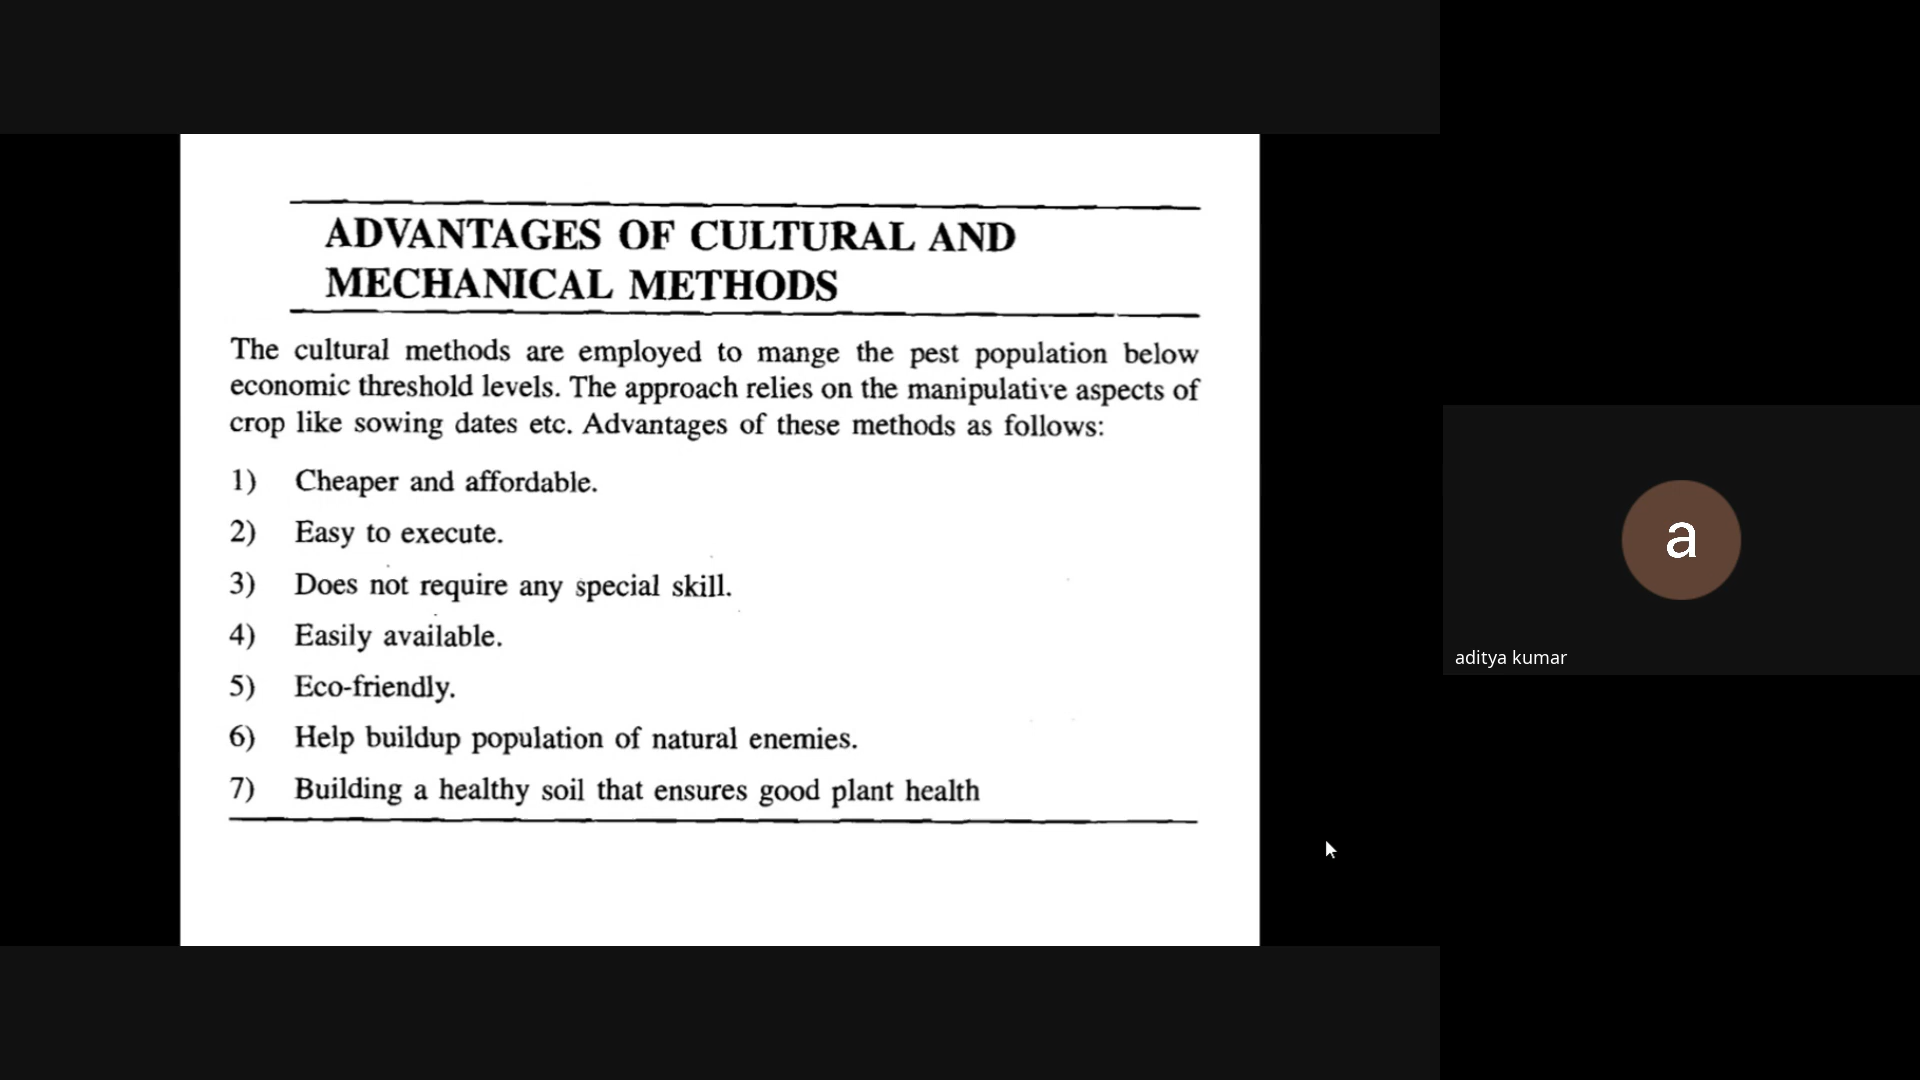 ADVANTAGES OF CULTURAL AND
MECHANICAL METHODS
The cultural methods are employed to mange the pest population below
economic threshold levels. The approach relies on the manipulative aspects of
crop like sowing dates etc. Advantages of these methods as follows:
1) Cheaper and affordable.
2) Easy to execute.
3) Does not require any special skill.
4) Easily available.
5) Eco-friendly.
6) Help buildup population of natural enemies.
7) Building a healthy soil that ensures good plant health
a
aditya kumar